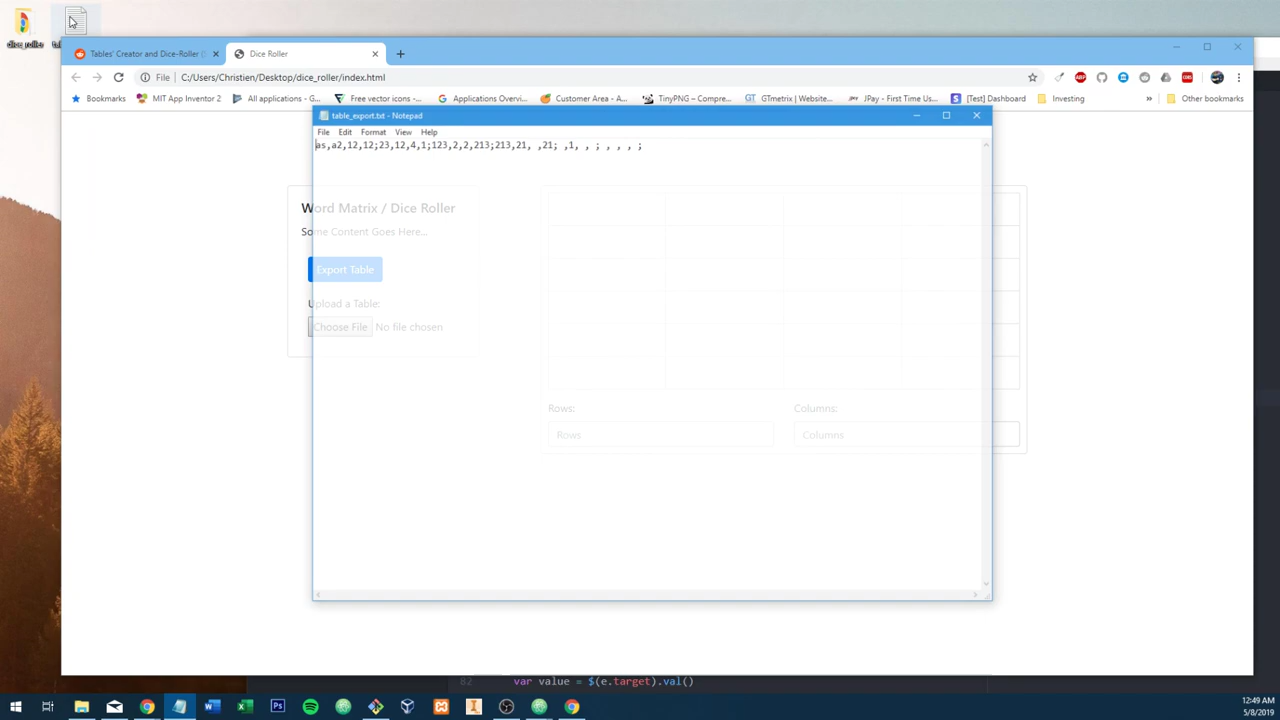 dice_roller
Tables' Creator and Dice-Roller (
Dice Roller
File
C:/Users/Christien/Desktop/dice_roller/index.html
Bookmarks
MIT App Inventor 2
All applications - G...
Free vector icons -...
Applications Overvi...
Customer Area - A...
TinyPNG – Compre...
GTmetrix | Website...
JPay - First Time Us...
[Test] Dashboard
Investing
»
Other bookmarks
table_export.txt - Notepad
File Edit Format View Help
as,a2,12,12;23,12,4,1;123,2,2,213;213,21, ,21; ,1, , ; , , , ;
Word Matrix / Dice Roller
Some Content Goes Here...
Export Table
Upload a Table:
Choose File No file chosen
Rows:
Columns:
Rows
Columns
82 var value = $(e.target).val()
12:49 AM
5/8/2019